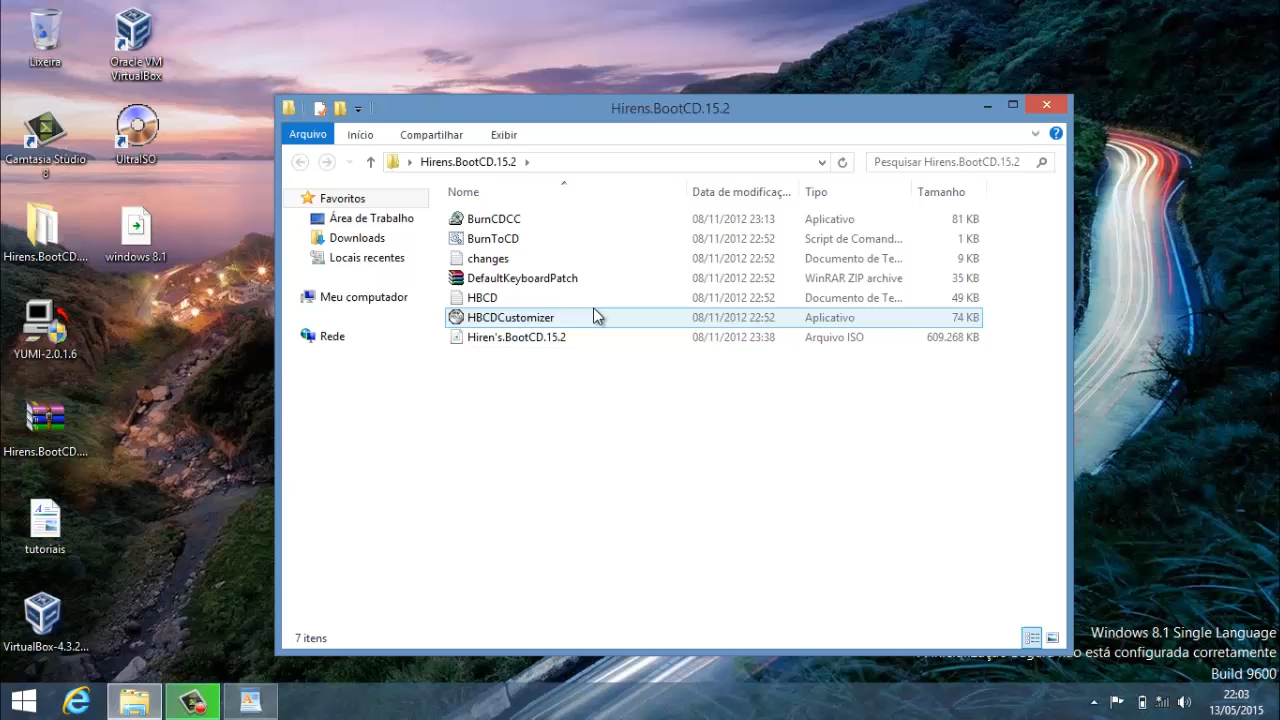 Lixeira
Oracle VM
VirtualBox
Camtasia Studio
8
UltraISO
Hirens.BootCD....
windows 8.1
YUMI-2.0.1.6
Hirens.BootCD....
tutoriais
VirtualBox-4.3.2...
Hirens.BootCD.15.2
Arquivo Início Compartilhar Exibir
Hirens.BootCD.15.2
Pesquisar Hirens.BootCD.15.2
Favoritos
Área de Trabalho
Downloads
Locais recentes
Meu computador
Rede
Nome Data de modificaç... Tipo Tamanho
BurnCDCC 08/11/2012 23:13 Aplicativo 81 KB
BurnToCD 08/11/2012 22:52 Script de Comand... 1 KB
changes 08/11/2012 22:52 Documento de Te... 9 KB
DefaultKeyboardPatch 08/11/2012 22:52 WinRAR ZIP archive 35 KB
HBCD 08/11/2012 22:52 Documento de Te... 49 KB
HBCDCustomizer 08/11/2012 22:52 Aplicativo 74 KB
Hiren's.BootCD.15.2 08/11/2012 23:38 Arquivo ISO 609.268 KB
7 itens
Windows 8.1 Single Language
não está configurada corretamente
Build 9600
22:03
13/05/2015